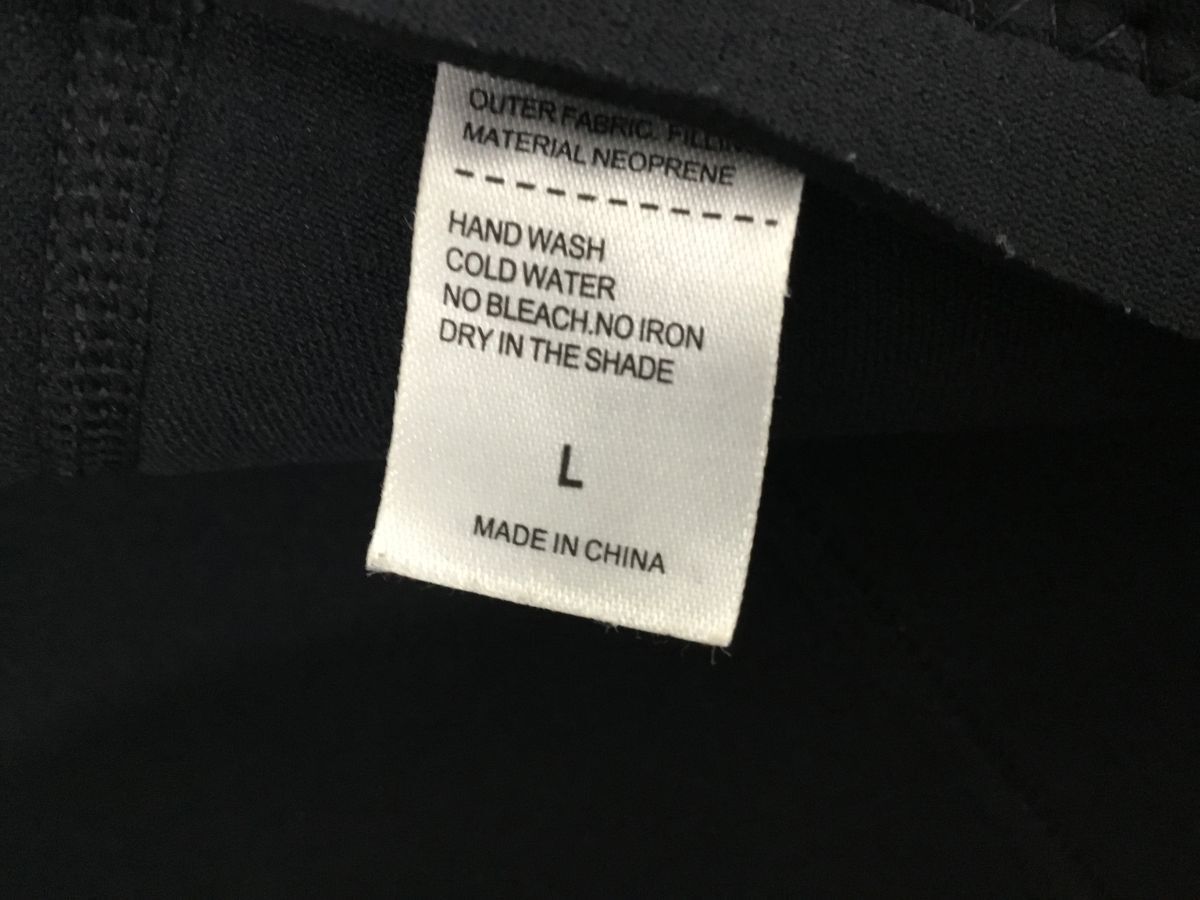 OUTER FABRIC. FILLING
MATERIAL NEOPRENE
HAND WASH
COLD WATER
NO BLEACH.NO IRON
DRY IN THE SHADE
L
MADE IN CHINA